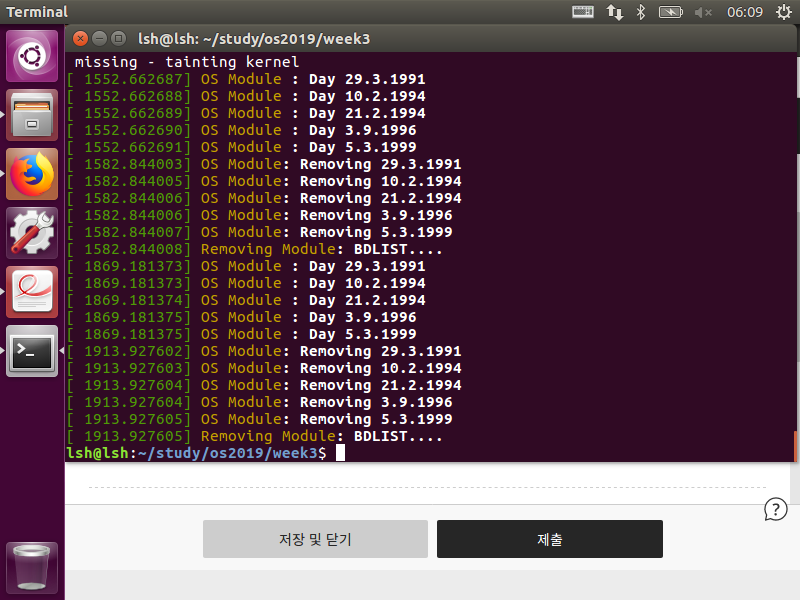 Terminal
06:09
lsh@lsh: ~/study/os2019/week3
missing - tainting kernel
[ 1552.662687] OS Module : Day 29.3.1991
[ 1552.662688] OS Module : Day 10.2.1994
[ 1552.662689] OS Module : Day 21.2.1994
[ 1552.662690] OS Module : Day 3.9.1996
[ 1552.662691] OS Module : Day 5.3.1999
[ 1582.844003] OS Module: Removing 29.3.1991
[ 1582.844005] OS Module: Removing 10.2.1994
[ 1582.844006] OS Module: Removing 21.2.1994
[ 1582.844006] OS Module: Removing 3.9.1996
[ 1582.844007] OS Module: Removing 5.3.1999
[ 1582.844008] Removing Module: BDLIST....
[ 1869.181373] OS Module : Day 29.3.1991
[ 1869.181373] OS Module : Day 10.2.1994
[ 1869.181374] OS Module : Day 21.2.1994
[ 1869.181375] OS Module : Day 3.9.1996
[ 1869.181375] OS Module : Day 5.3.1999
[ 1913.927602] OS Module: Removing 29.3.1991
[ 1913.927603] OS Module: Removing 10.2.1994
[ 1913.927604] OS Module: Removing 21.2.1994
[ 1913.927604] OS Module: Removing 3.9.1996
[ 1913.927605] OS Module: Removing 5.3.1999
[ 1913.927605] Removing Module: BDLIST....
lsh@lsh:~/study/os2019/week3$
저장 및 닫기
제출